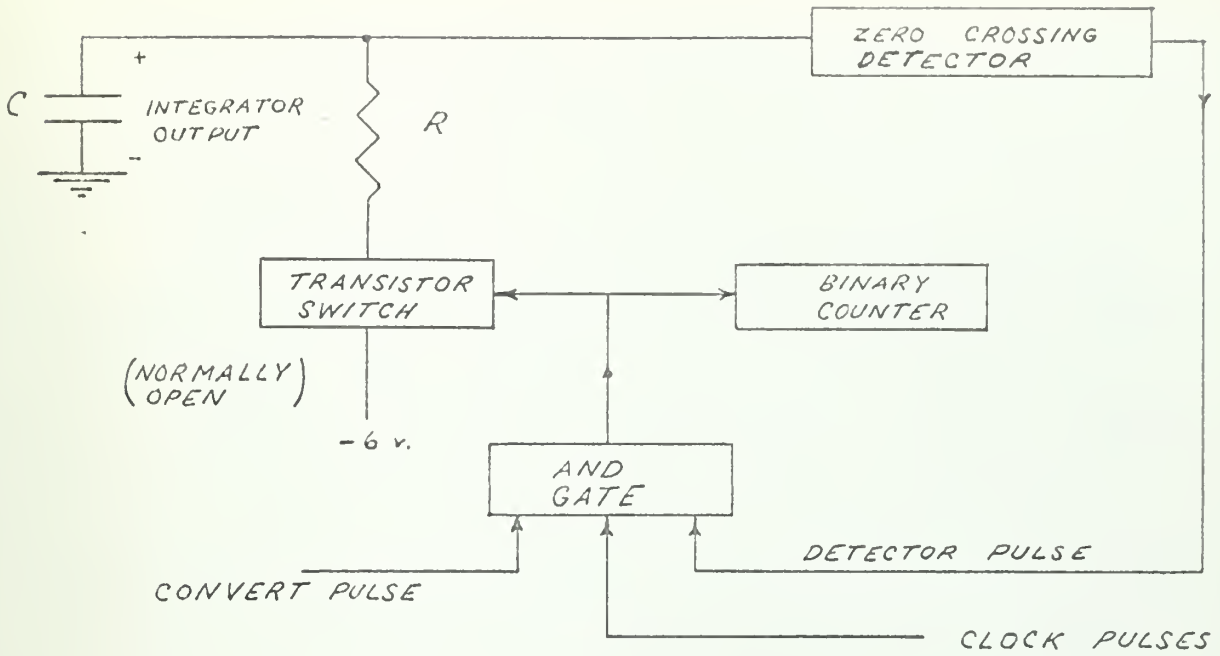 ZERO CROSSING
DETECTOR
+
C
INTEGRATOR
OUTPUT
R
-
TRANSISTOR
SWITCH
BINARY
COUNTER
(NORMALLY
OPEN)
-6 v.
AND
GATE
DETECTOR PULSE
CONVERT PULSE
CLOCK PULSES